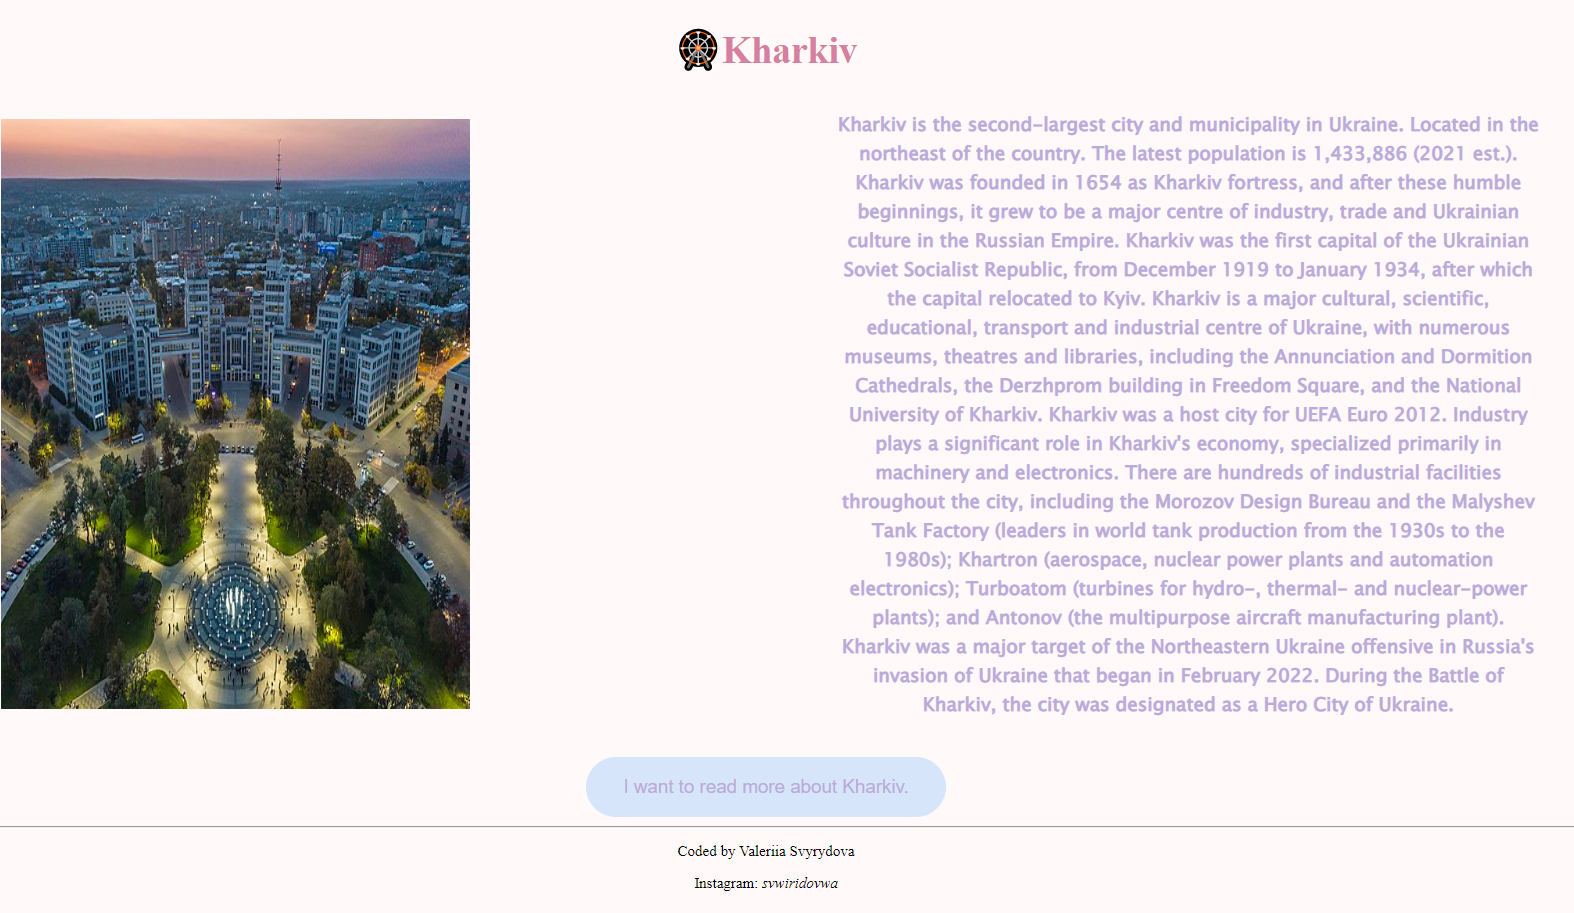 Kharkiv
Kharkiv is the second-largest city and municipality in Ukraine. Located in the
northeast of the country. The latest population is 1,433,886 (2021 est.).
Kharkiv was founded in 1654 as Kharkiv fortress, and after these humble
beginnings, it grew to be a major centre of industry, trade and Ukrainian
culture in the Russian Empire. Kharkiv was the first capital of the Ukrainian
Soviet Socialist Republic, from December 1919 to January 1934, after which
the capital relocated to Kyiv. Kharkiv is a major cultural, scientific,
educational, transport and industrial centre of Ukraine, with numerous
museums, theatres and libraries, including the Annunciation and Dormition
Cathedrals, the Derzhprom building in Freedom Square, and the National
University of Kharkiv. Kharkiv was a host city for UEFA Euro 2012. Industry
plays a significant role in Kharkiv's economy, specialized primarily in
machinery and electronics. There are hundreds of industrial facilities
throughout the city, including the Morozov Design Bureau and the Malyshev
Tank Factory (leaders in world tank production from the 1930s to the
1980s); Khartron (aerospace, nuclear power plants and automation
electronics); Turboatom (turbines for hydro-, thermal- and nuclear-power
plants); and Antonov (the multipurpose aircraft manufacturing plant).
Kharkiv was a major target of the Northeastern Ukraine offensive in Russia's
invasion of Ukraine that began in February 2022. During the Battle of
Kharkiv, the city was designated as a Hero City of Ukraine.
I want to read more about Kharkiv.
Coded by Valeriia Svyrydova
Instagram: svwiridovwa